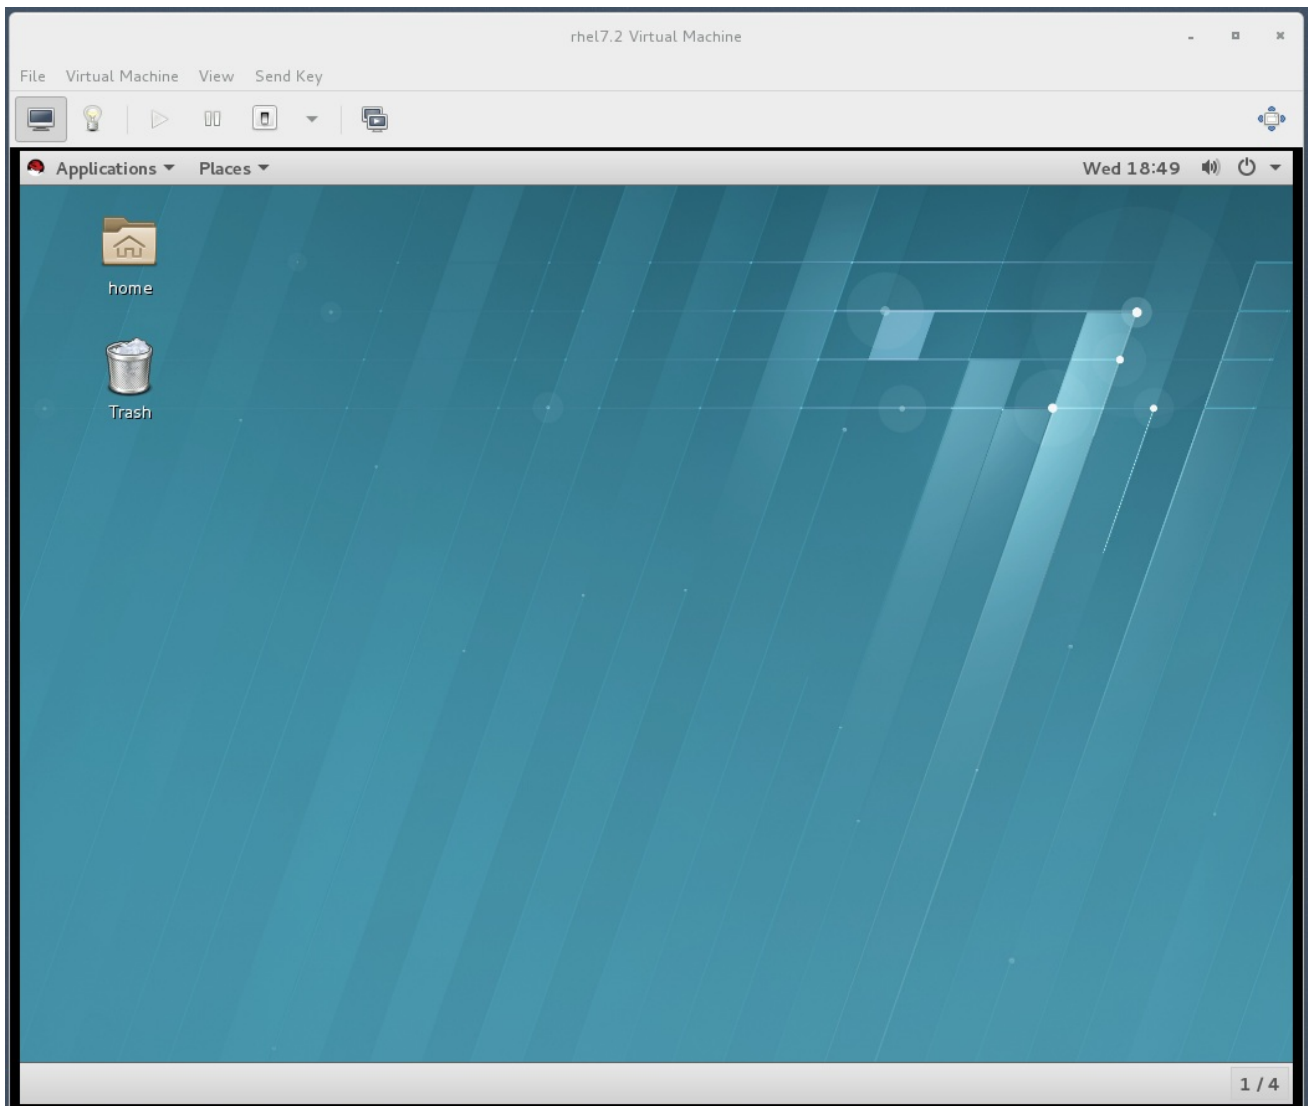 rhel7.2 Virtual Machine
File Virtual Machine View Send Key
Applications Places Wed 18:49
home
Trash
1 / 4